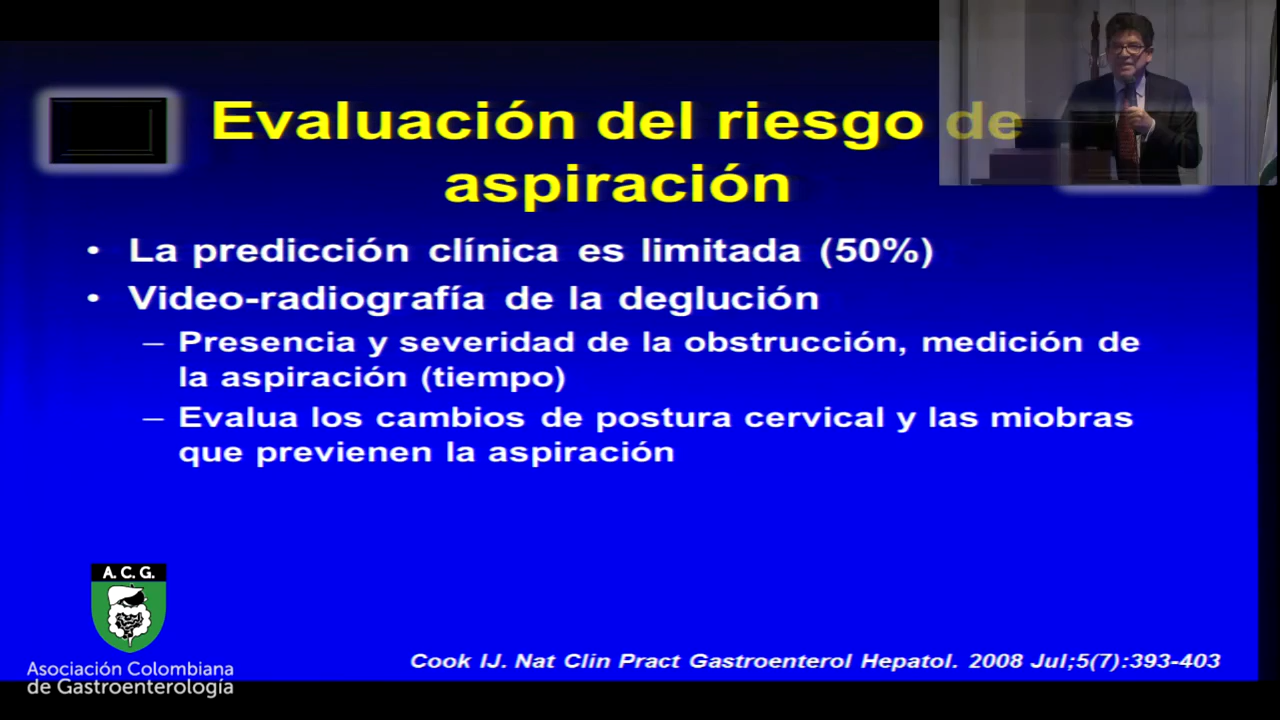 Evaluación del riesgo de
aspiración
• La predicción clínica es limitada (50%)
• Video-radiografía de la deglución
– Presencia y severidad de la obstrucción, medición de
la aspiración (tiempo)
– Evalua los cambios de postura cervical y las miobras
que previenen la aspiración
A. C. G.
Asociación Colombiana
de Gastroenterología
Cook IJ. Nat Clin Pract Gastroenterol Hepatol. 2008 Jul;5(7):393-403